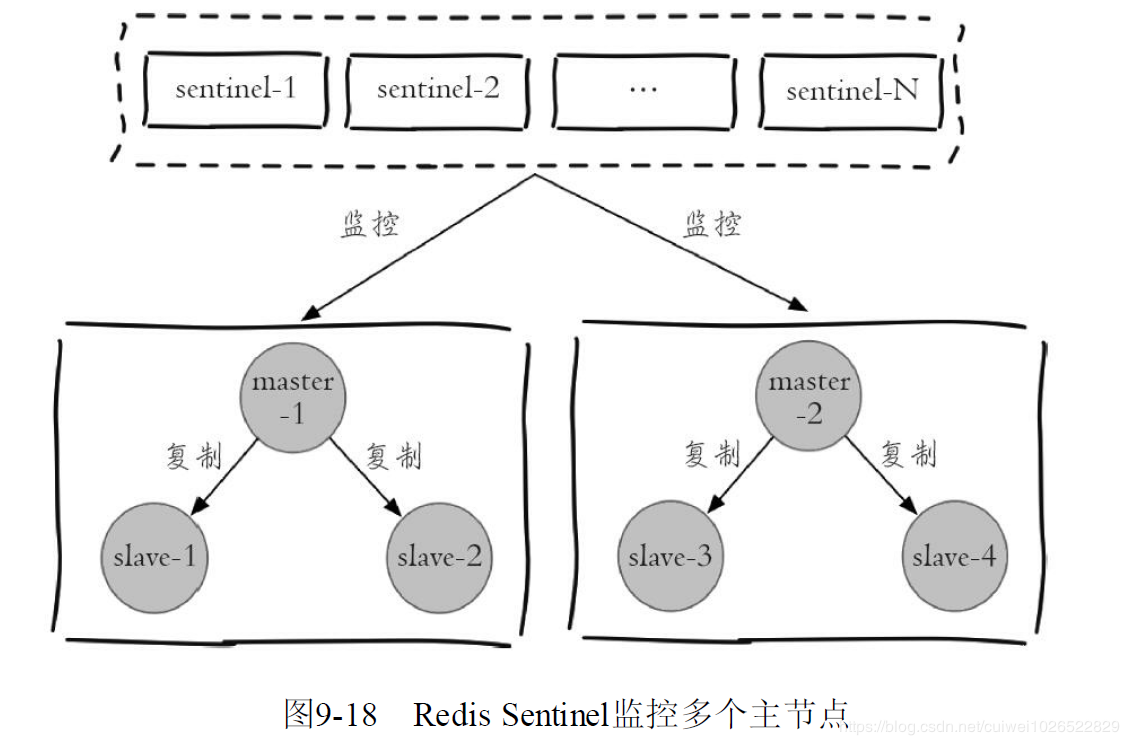 sentinel-1
sentinel-2
...
sentinel-N
监控
监控
master
-1
复制
复制
slave-1
slave-2
master
-2
复制
复制
slave-3
slave-4
图9-18 Redis Sentinel监控多个主节点
https://blog.csdn.net/cuiwei1026522829